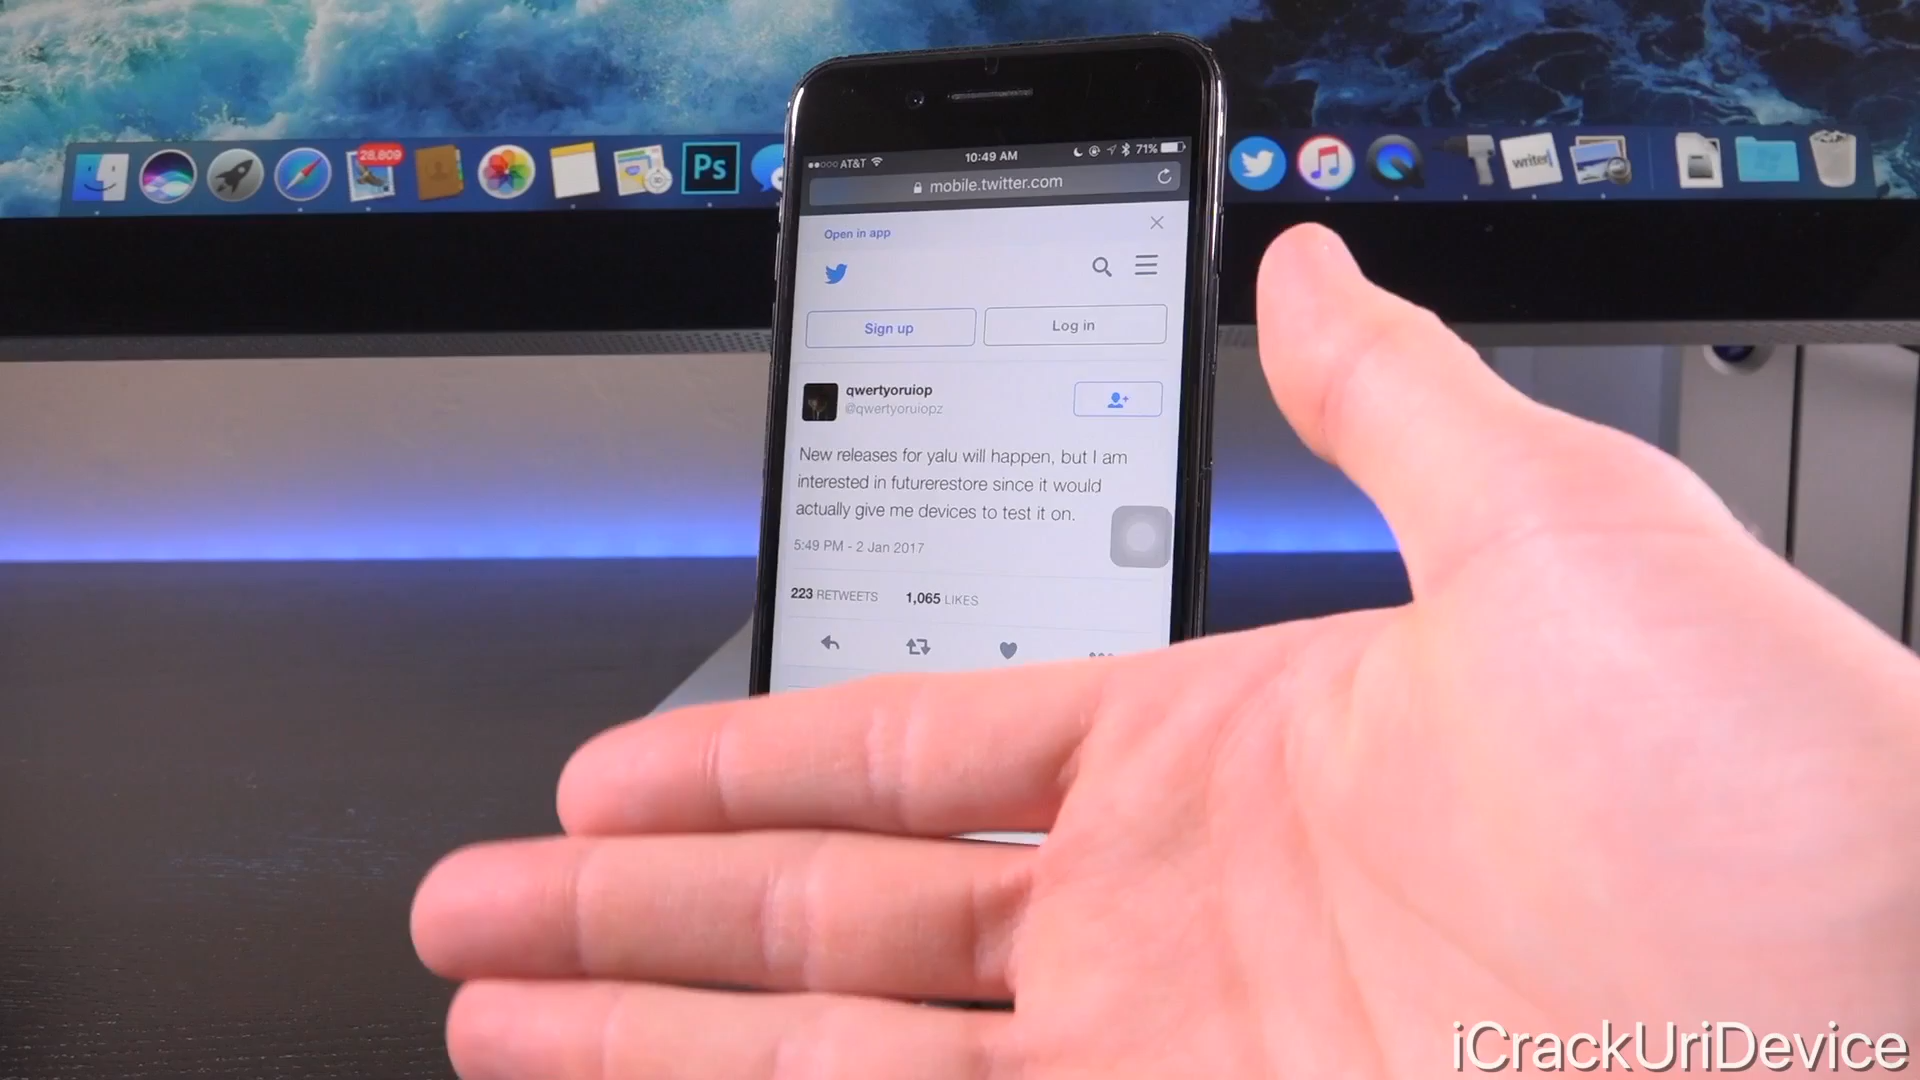 28,809
Ps
writer
AT&T
10:49 AM
71%
mobile.twitter.com
Open in app
Sign up
Log in
qwertyoruiop
@qwertyoruiopz
New releases for yalu will happen, but I am
interested in futurerestore since it would
actually give me devices to test it on.
5:49 PM - 2 Jan 2017
223 RETWEETS 1,065 LIKES
iCrackUriDevice